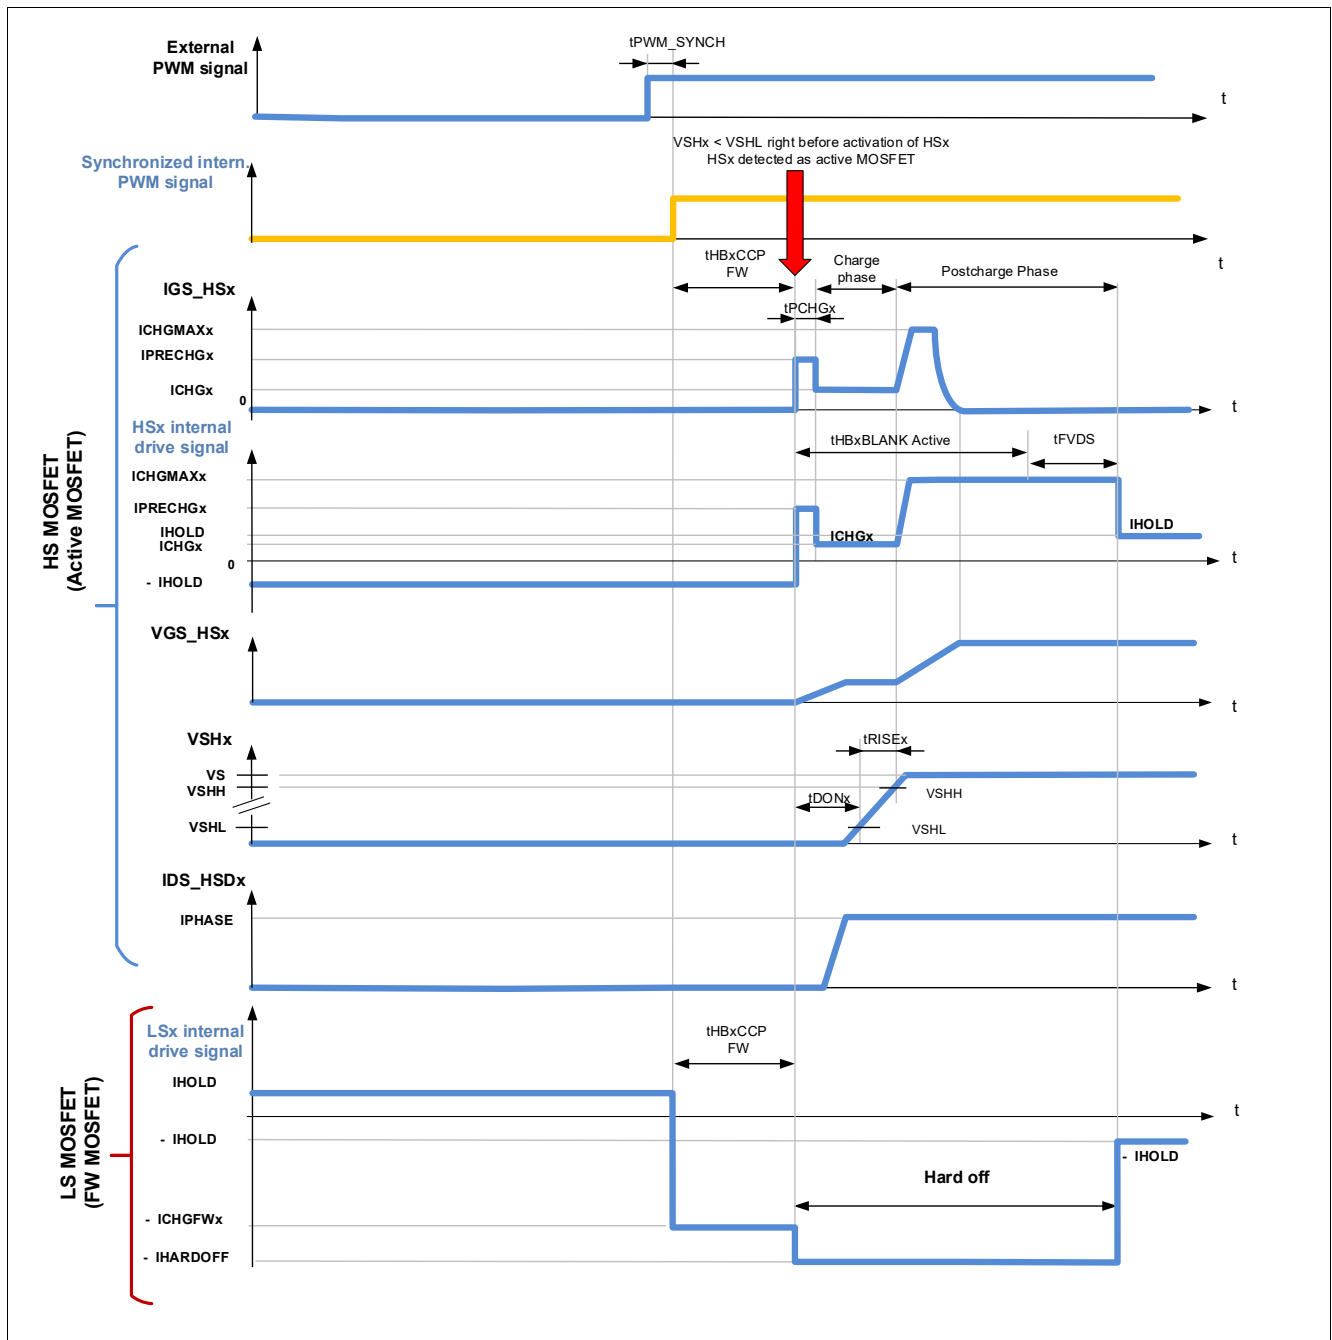 External
PWM signal
tPWM_SYNCH
t
VSHx < VSHL right before activation of HSx
HSx detected as active MOSFET
Synchronized intern.
PWM signal
t
tHBxCCP
FW
Charge
phase
Postcharge Phase
tPCHGx
IGS_HSx
ICHGMAXx
IPRECHGx
ICHGx
0
t
HSx internal
drive signal
tHBxBLANK Active
tFVDS
ICHGMAXx
IPRECHGx
IHOLD
ICHGx
0
- IHOLD
ICHGx
IHOLD
t
HS MOSFET
(Active MOSFET)
VGS_HSx
t
VSHx
tRISEx
VS
VSHH
VSHL
tDONx
VSHH
VSHL
t
IDS_HSDx
IPHASE
t
LSx internal
drive signal
tHBxCCP
FW
IHOLD
t
- IHOLD
- IHOLD
Hard off
- ICHGFWx
- IHARDOFF
LS MOSFET
(FW MOSFET)